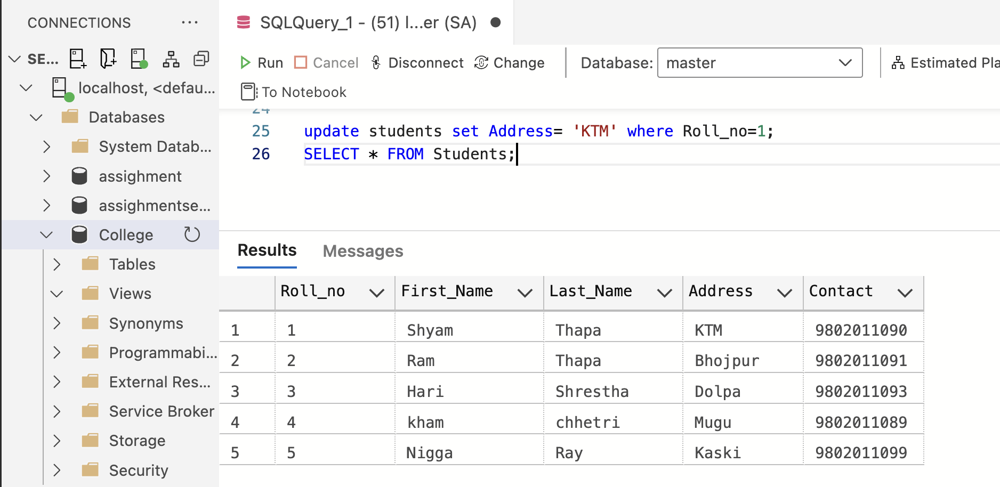 CONNECTIONS ...
SE...
localhost, <defau...
Databases
System Datab...
assighment
assighmentse...
College
Tables
Views
Synonyms
Programmabi...
External Res...
Service Broker
Storage
Security
SQLQuery_1 - (51) l...er (SA)
Run Cancel Disconnect Change Database: master Estimated Pla
To Notebook
24
25 update students set Address= 'KTM' where Roll_no=1;
26 SELECT * FROM Students;
Results Messages
Roll_no First_Name Last_Name Address Contact
1 1 Shyam Thapa KTM 9802011090
2 2 Ram Thapa Bhojpur 9802011091
3 3 Hari Shrestha Dolpa 9802011093
4 4 kham chhetri Mugu 9802011089
5 5 Nigga Ray Kaski 9802011099